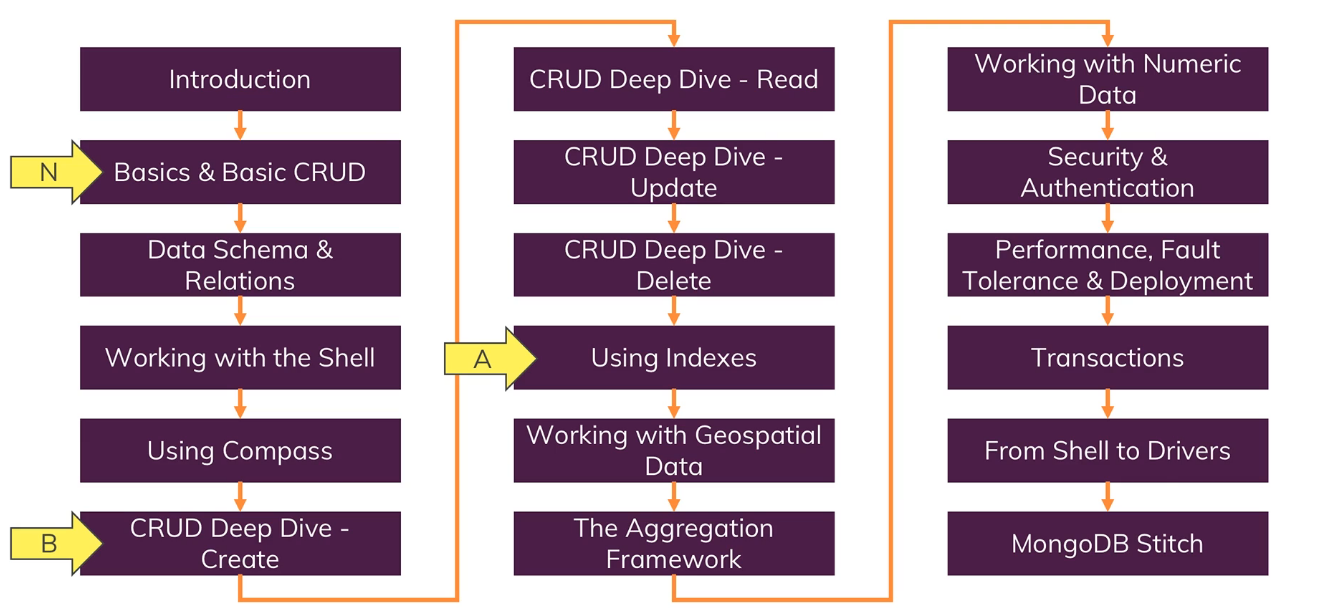 Introduction
N
Basics & Basic CRUD
Data Schema &
Relations
Working with the Shell
Using Compass
B
CRUD Deep Dive -
Create
CRUD Deep Dive - Read
CRUD Deep Dive -
Update
CRUD Deep Dive -
Delete
A
Using Indexes
Working with Geospatial
Data
The Aggregation
Framework
Working with Numeric
Data
Security &
Authentication
Performance, Fault
Tolerance & Deployment
Transactions
From Shell to Drivers
MongoDB Stitch